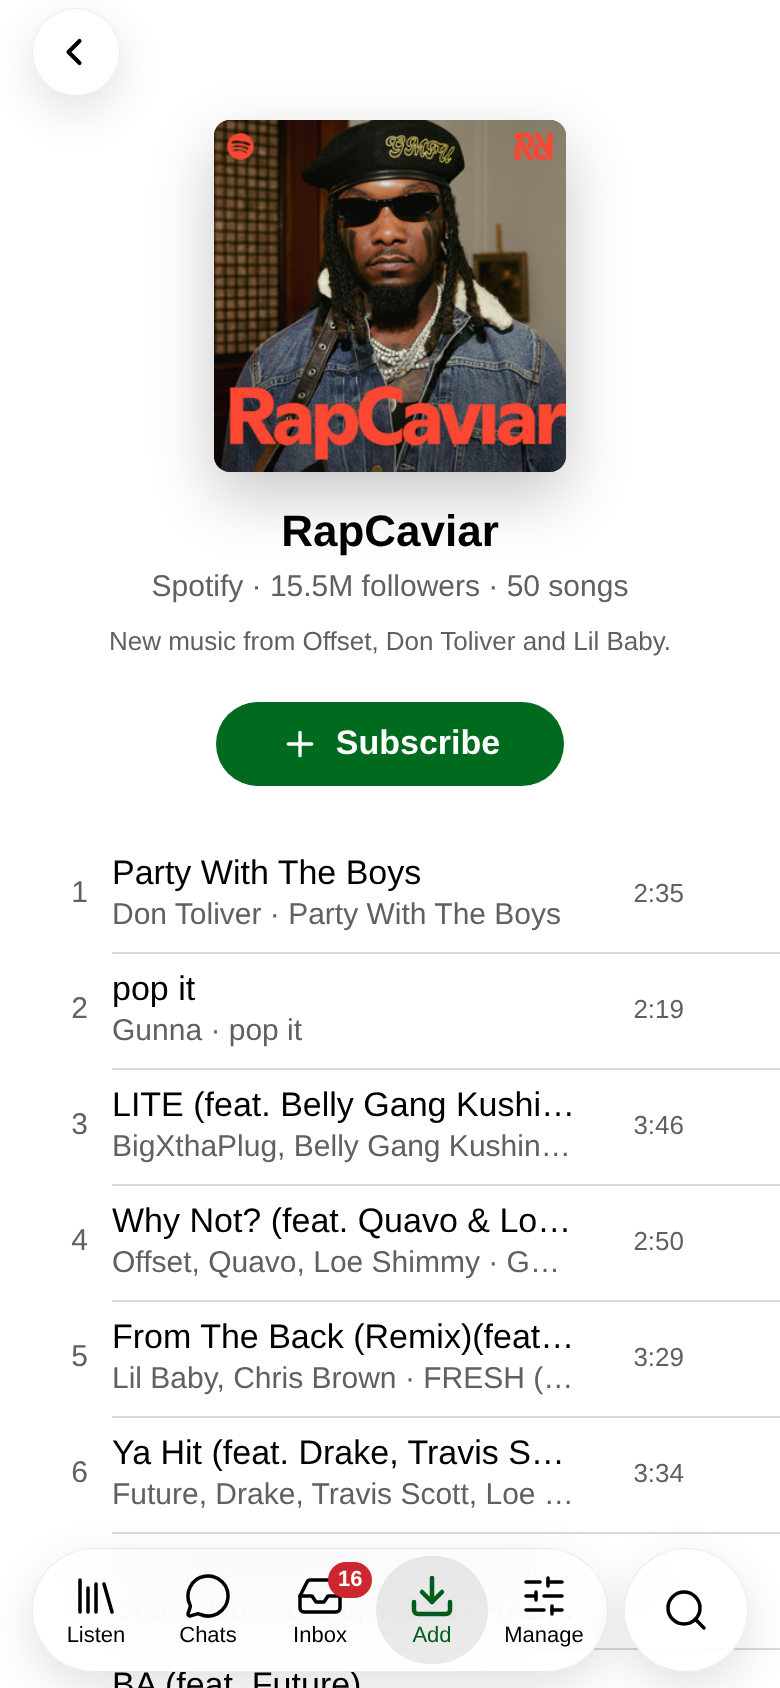 GMFU
RapCaviar
RapCaviar
Spotify · 15.5M followers · 50 songs
New music from Offset, Don Toliver and Lil Baby.
Subscribe
1
Party With The Boys
2:35
Don Toliver · Party With The Boys
2
pop it
2:19
Gunna · pop it
3
LITE (feat. Belly Gang Kushi…
3:46
BigXthaPlug, Belly Gang Kushin…
4
Why Not? (feat. Quavo & Lo…
2:50
Offset, Quavo, Loe Shimmy · G…
5
From The Back (Remix)(feat…
3:29
Lil Baby, Chris Brown · FRESH (…
6
Ya Hit (feat. Drake, Travis S…
3:34
Future, Drake, Travis Scott, Loe …
16
Listen
Chats
Inbox
Add
Manage
BA (feat. Future)